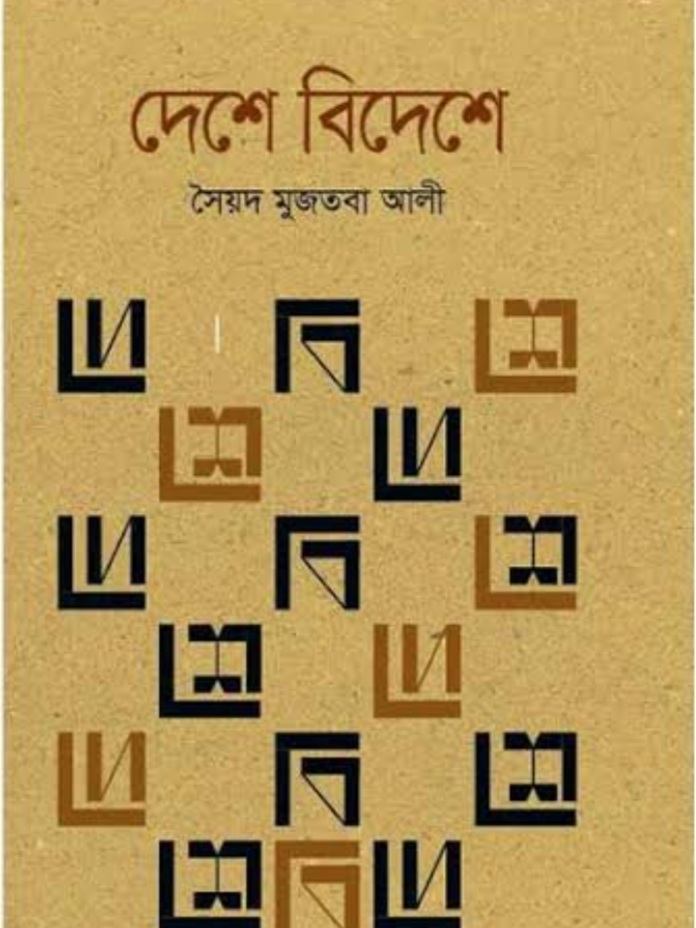 দেশে বিদেশে
সৈয়দ মুজতবা আলী
দে বি শে
শে দে
দে বি শে
শে দে
দে বি শে
শে বি দে